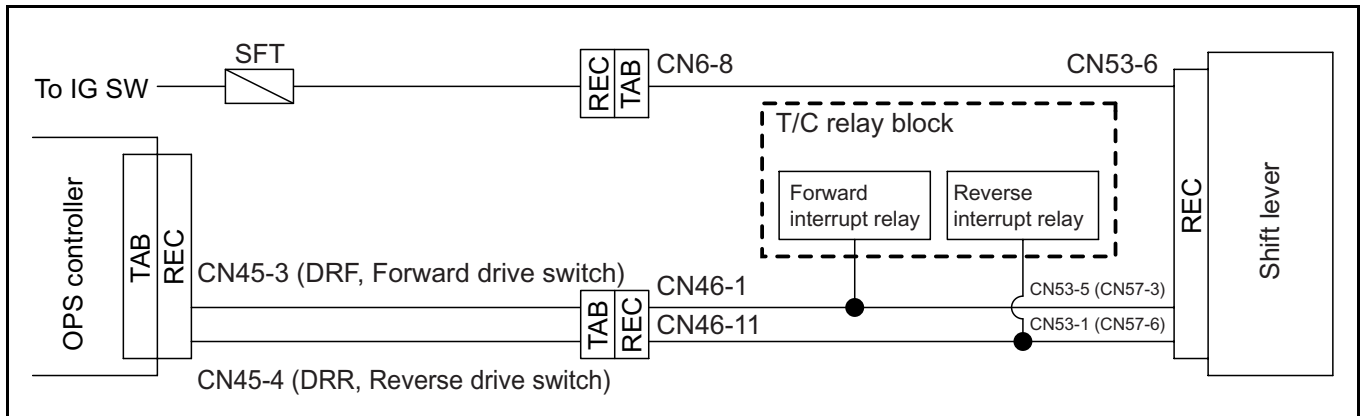 SFT
To IG SW
REC
TAB
CN6-8
CN53-6
T/C relay block
Forward
interrupt relay
Reverse
interrupt relay
REC
Shift lever
OPS controller
TAB
REC
CN45-3 (DRF, Forward drive switch)
CN45-4 (DRR, Reverse drive switch)
TAB
REC
CN46-1
CN46-11
CN53-5 (CN57-3)
CN53-1 (CN57-6)